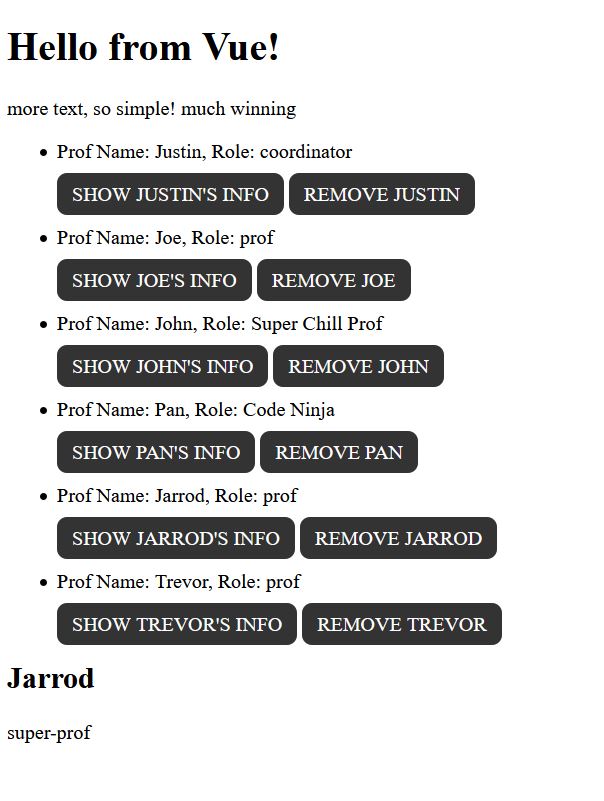 Hello from Vue!
more text, so simple! much winning
Prof Name: Justin, Role: coordinator
SHOW JUSTIN'S INFO REMOVE JUSTIN
Prof Name: Joe, Role: prof
SHOW JOE'S INFO REMOVE JOE
Prof Name: John, Role: Super Chill Prof
SHOW JOHN'S INFO REMOVE JOHN
Prof Name: Pan, Role: Code Ninja
SHOW PAN'S INFO REMOVE PAN
Prof Name: Jarrod, Role: prof
SHOW JARROD'S INFO REMOVE JARROD
Prof Name: Trevor, Role: prof
SHOW TREVOR'S INFO REMOVE TREVOR
Jarrod
super-prof